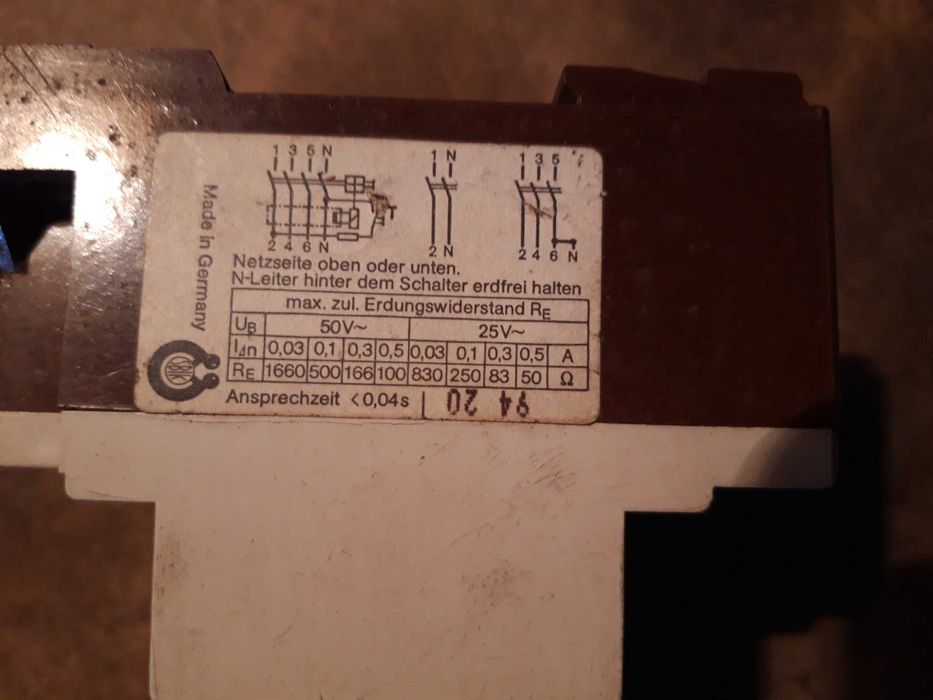 1 3 5 N
2 4 6 N
T
1 N
2 N
1 3 5
2 4 6 N
Netzseite oben oder unten.
N-Leiter hinter dem Schalter erdfrei halten
max. zul. Erdungswiderstand RE
UB 50V~ 25V~
IΔn 0,03 0,1 0,3 0,5 0,03 0,1 0,3 0,5 A
RE 1660 500 166 100 830 250 83 50 Ω
Ansprechzeit <0,04s
94 20
Made in Germany